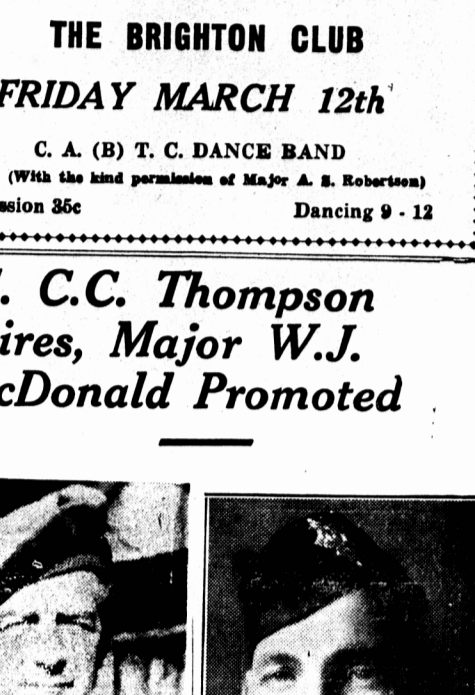 THE BRIGHTON CLUB
FRIDAY MARCH 12th
C. A. (B) T. C. DANCE BAND
(With the kind permission of Major A. S. Robertson)
ssion 35c Dancing 9 - 12
. C.C. Thompson
ires, Major W.J.
cDonald Promoted